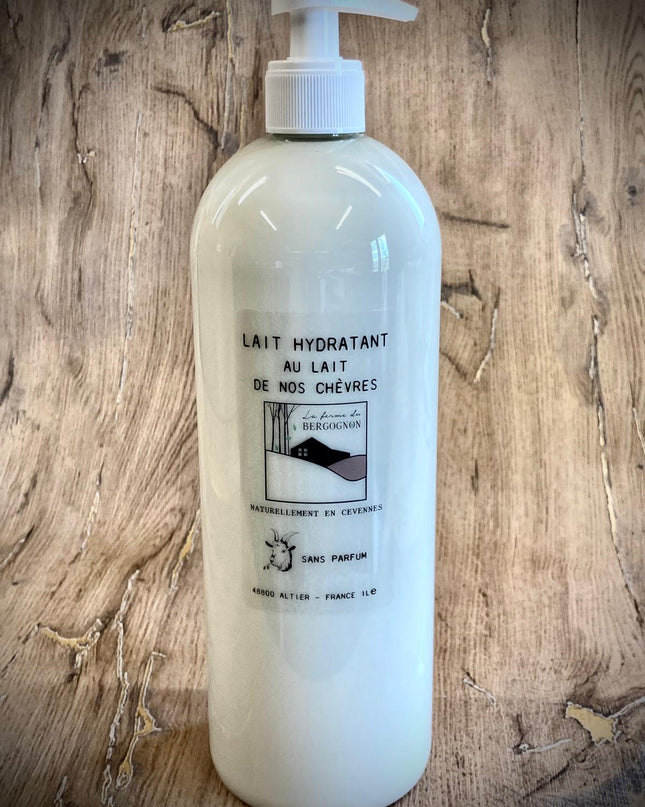 LAIT HYDRATANT
AU LAIT
DE NOS CHÈVRES
La ferme du
BERGOGNON
NATURELLEMENT EN CEVENNES
SANS PARFUM
48800 ALTIER - FRANCE 1Le